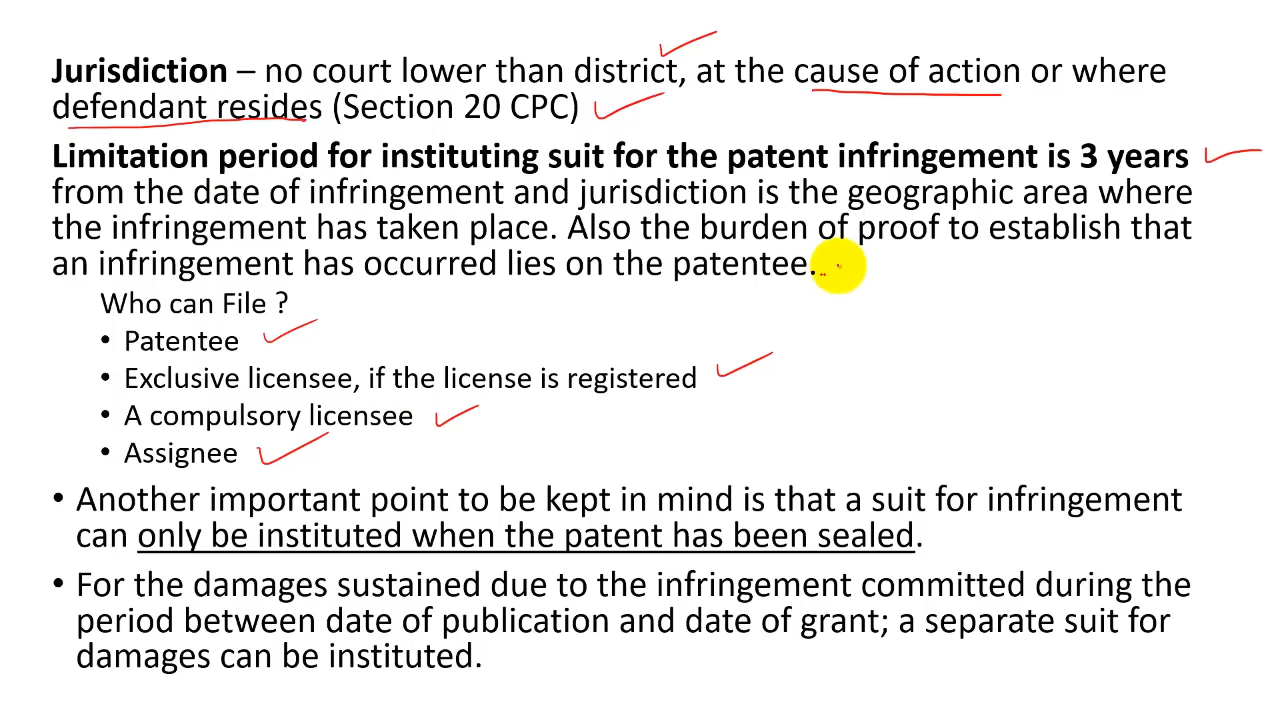 Jurisdiction – no court lower than district, at the cause of action or where
defendant resides (Section 20 CPC)
Limitation period for instituting suit for the patent infringement is 3 years
from the date of infringement and jurisdiction is the geographic area where
the infringement has taken place. Also the burden of proof to establish that
an infringement has occurred lies on the patentee.
Who can File ?
• Patentee
• Exclusive licensee, if the license is registered
• A compulsory licensee
• Assignee
• Another important point to be kept in mind is that a suit for infringement
can only be instituted when the patent has been sealed.
• For the damages sustained due to the infringement committed during the
period between date of publication and date of grant; a separate suit for
damages can be instituted.